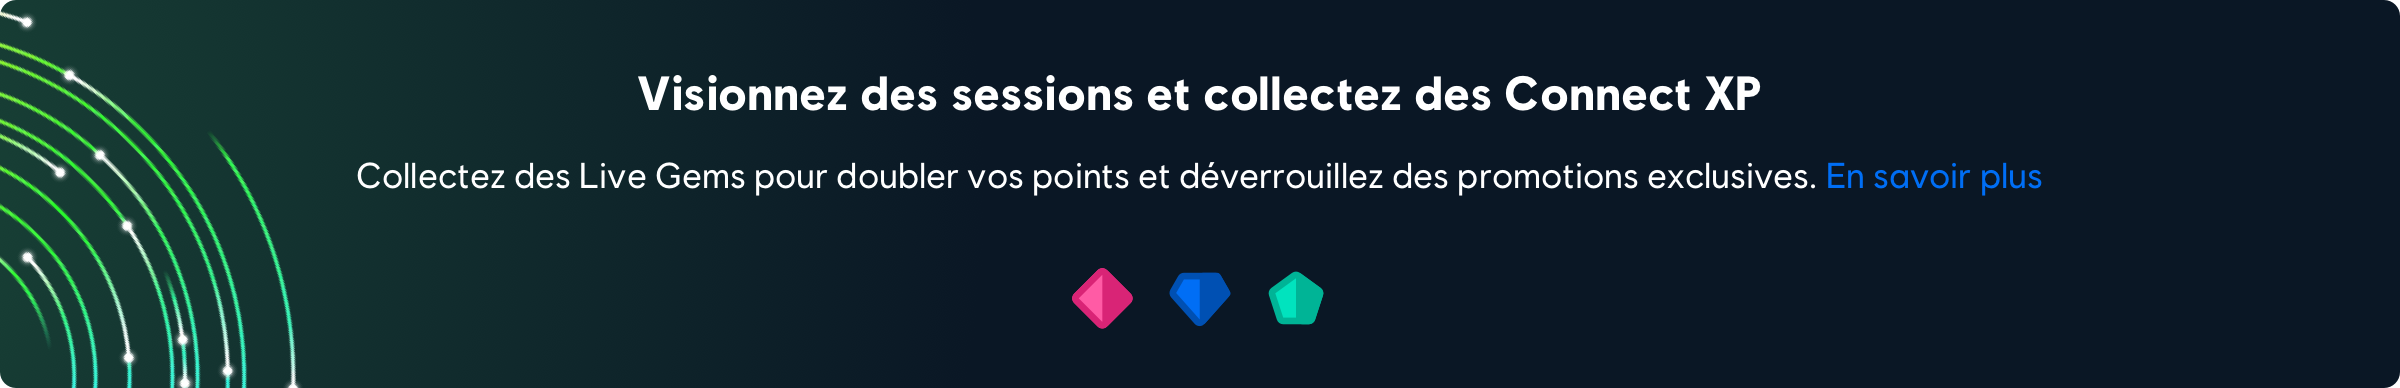 Visionnez des sessions et collectez des Connect XP
Collectez des Live Gems pour doubler vos points et déverrouillez des promotions exclusives. En savoir plus